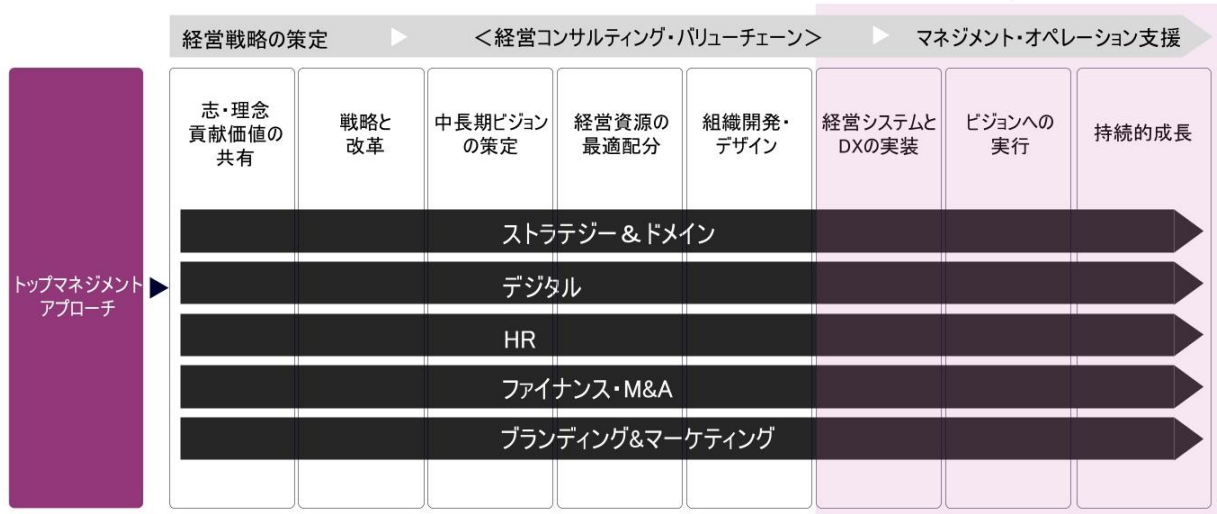 経営戦略の策定
＜経営コンサルティング・バリューチェーン＞
マネジメント・オペレーション支援
トップマネジメント
アプローチ
志・理念
貢献価値の
共有
戦略と
改革
中長期ビジョン
の策定
経営資源の
最適配分
組織開発・
デザイン
経営システムと
DXの実装
ビジョンへの
実行
持続的成長
ストラテジー＆ドメイン
デジタル
HR
ファイナンス・M&A
ブランディング&マーケティング